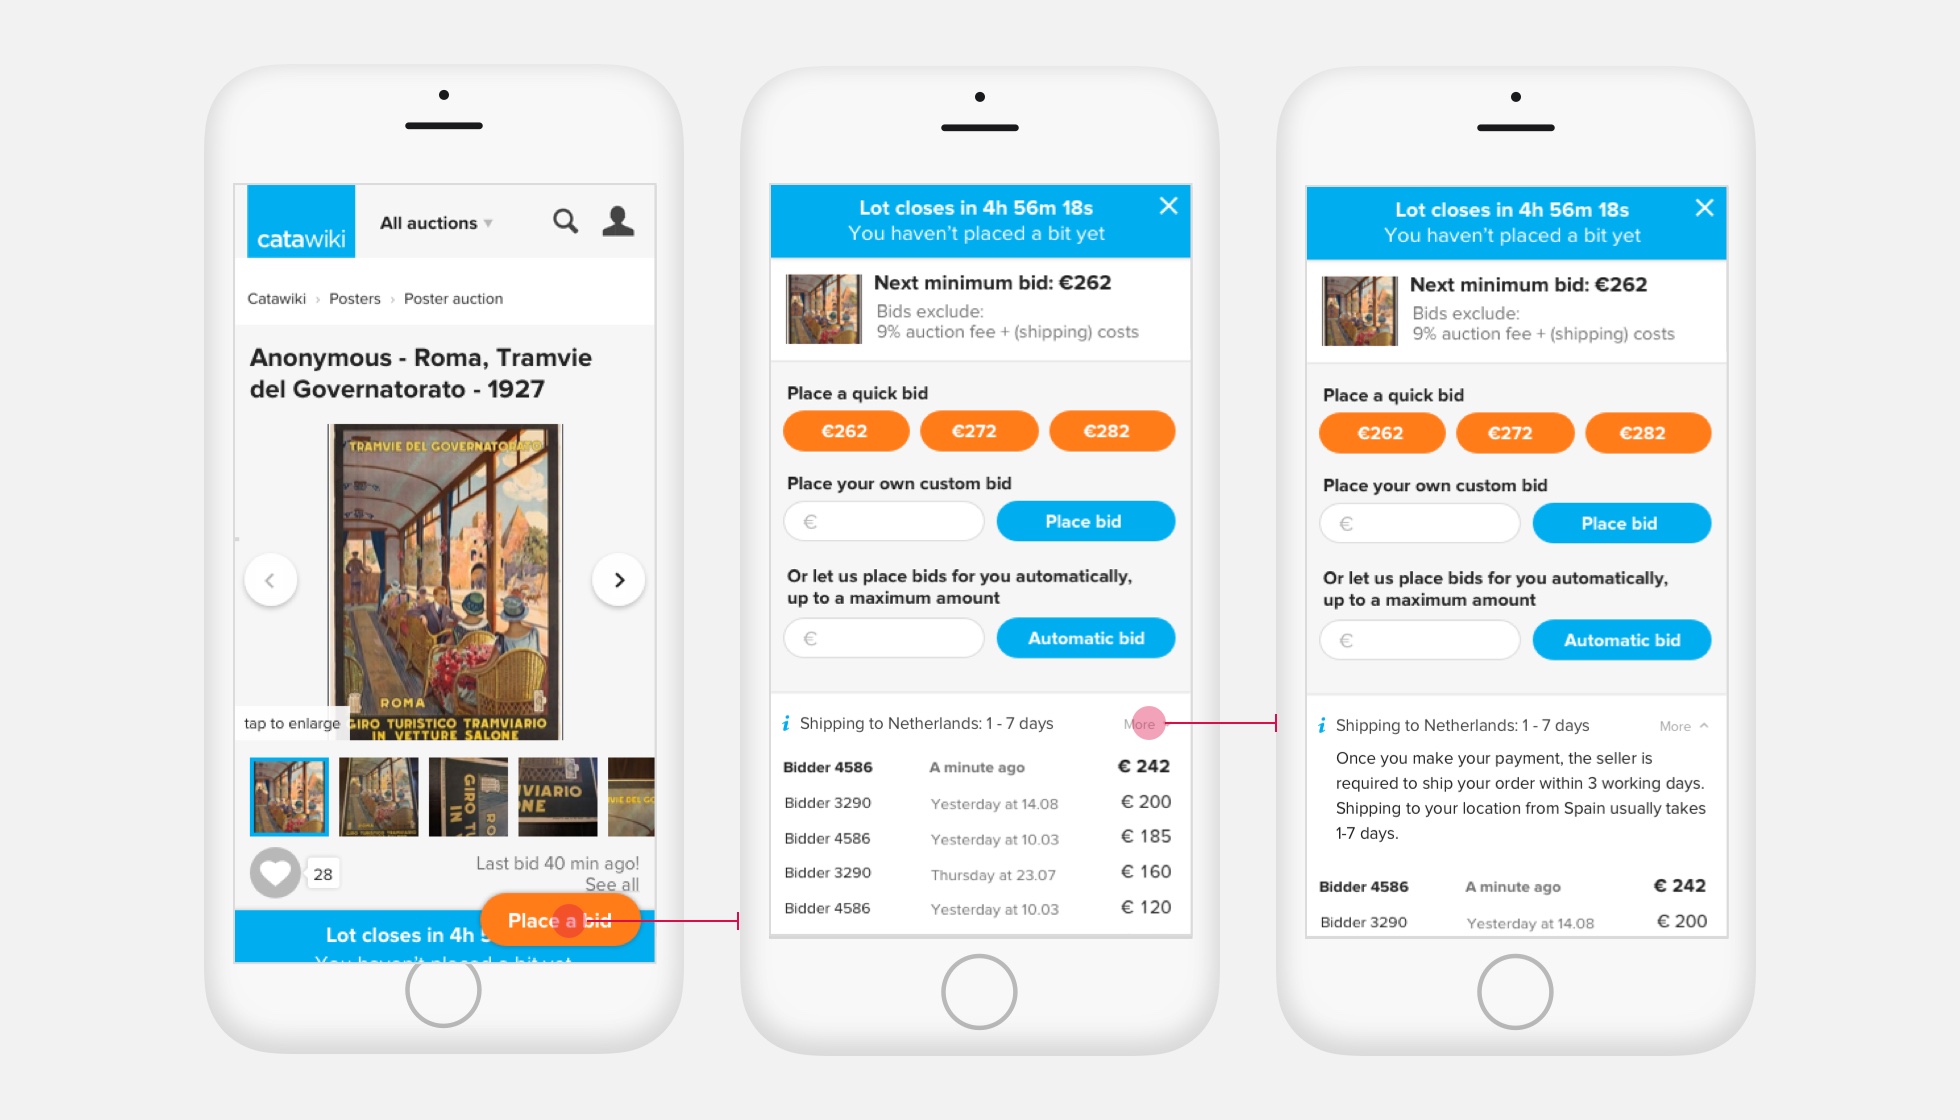 catawiki
All auctions
Catawiki › Posters › Poster auction
Anonymous - Roma, Tramvie
del Governatorato - 1927
TRAMVIE DEL GOVERNATORATO
ROMA
GIRO TURISTICO TRAMVIARIO
IN VETTURE SALONE
tap to enlarge
GIRO
IN
RO
VIARIO
NE
28
Last bid 40 min ago!
See all
Place a bid
Lot closes in 4h
You haven't placed a bit yet
Lot closes in 4h 56m 18s
You haven't placed a bit yet
Next minimum bid: €262
Bids exclude:
9% auction fee + (shipping) costs
Place a quick bid
€262 €272 €282
Place your own custom bid
€ Place bid
Or let us place bids for you automatically,
up to a maximum amount
€ Automatic bid
i Shipping to Netherlands: 1 - 7 days More
Bidder 4586 A minute ago € 242
Bidder 3290 Yesterday at 14.08 € 200
Bidder 4586 Yesterday at 10.03 € 185
Bidder 3290 Thursday at 23.07 € 160
Bidder 4586 Yesterday at 10.03 € 120
Lot closes in 4h 56m 18s
You haven't placed a bit yet
Next minimum bid: €262
Bids exclude:
9% auction fee + (shipping) costs
Place a quick bid
€262 €272 €282
Place your own custom bid
€ Place bid
Or let us place bids for you automatically,
up to a maximum amount
€ Automatic bid
i Shipping to Netherlands: 1 - 7 days More
Once you make your payment, the seller is
required to ship your order within 3 working days.
Shipping to your location from Spain usually takes
1-7 days.
Bidder 4586 A minute ago € 242
Bidder 3290 Yesterday at 14.08 € 200